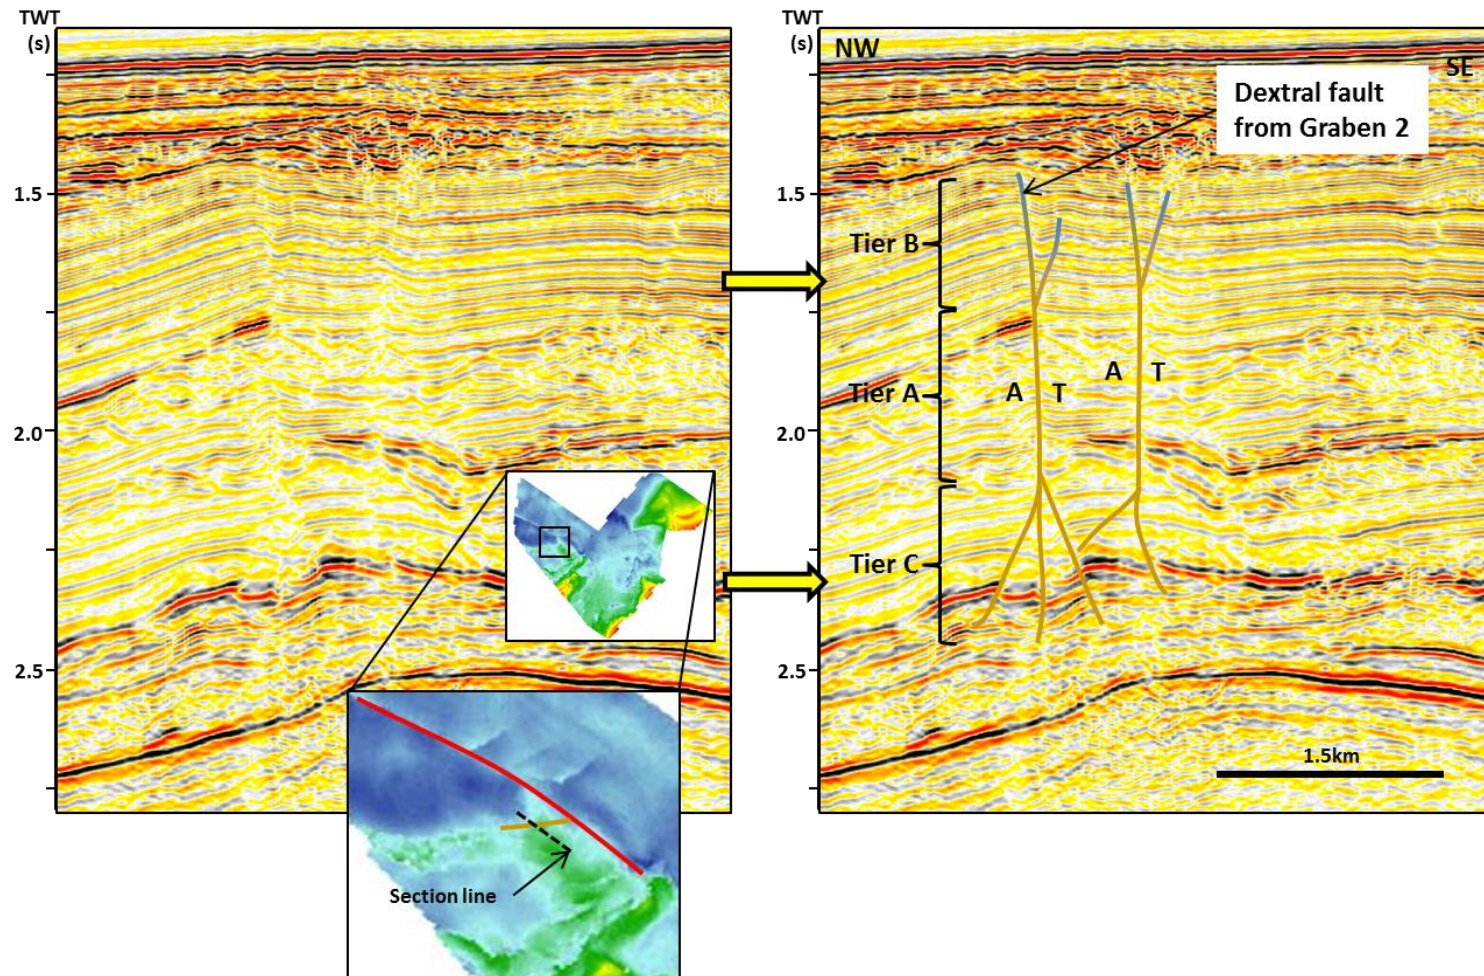 TWT
(s)
1.5
2.0
2.5
Section line
TWT
(s)
NW
SE
Dextral fault
from Graben 2
1.5
Tier B
Tier A
A T
A T
2.0
Tier C
2.5
1.5km